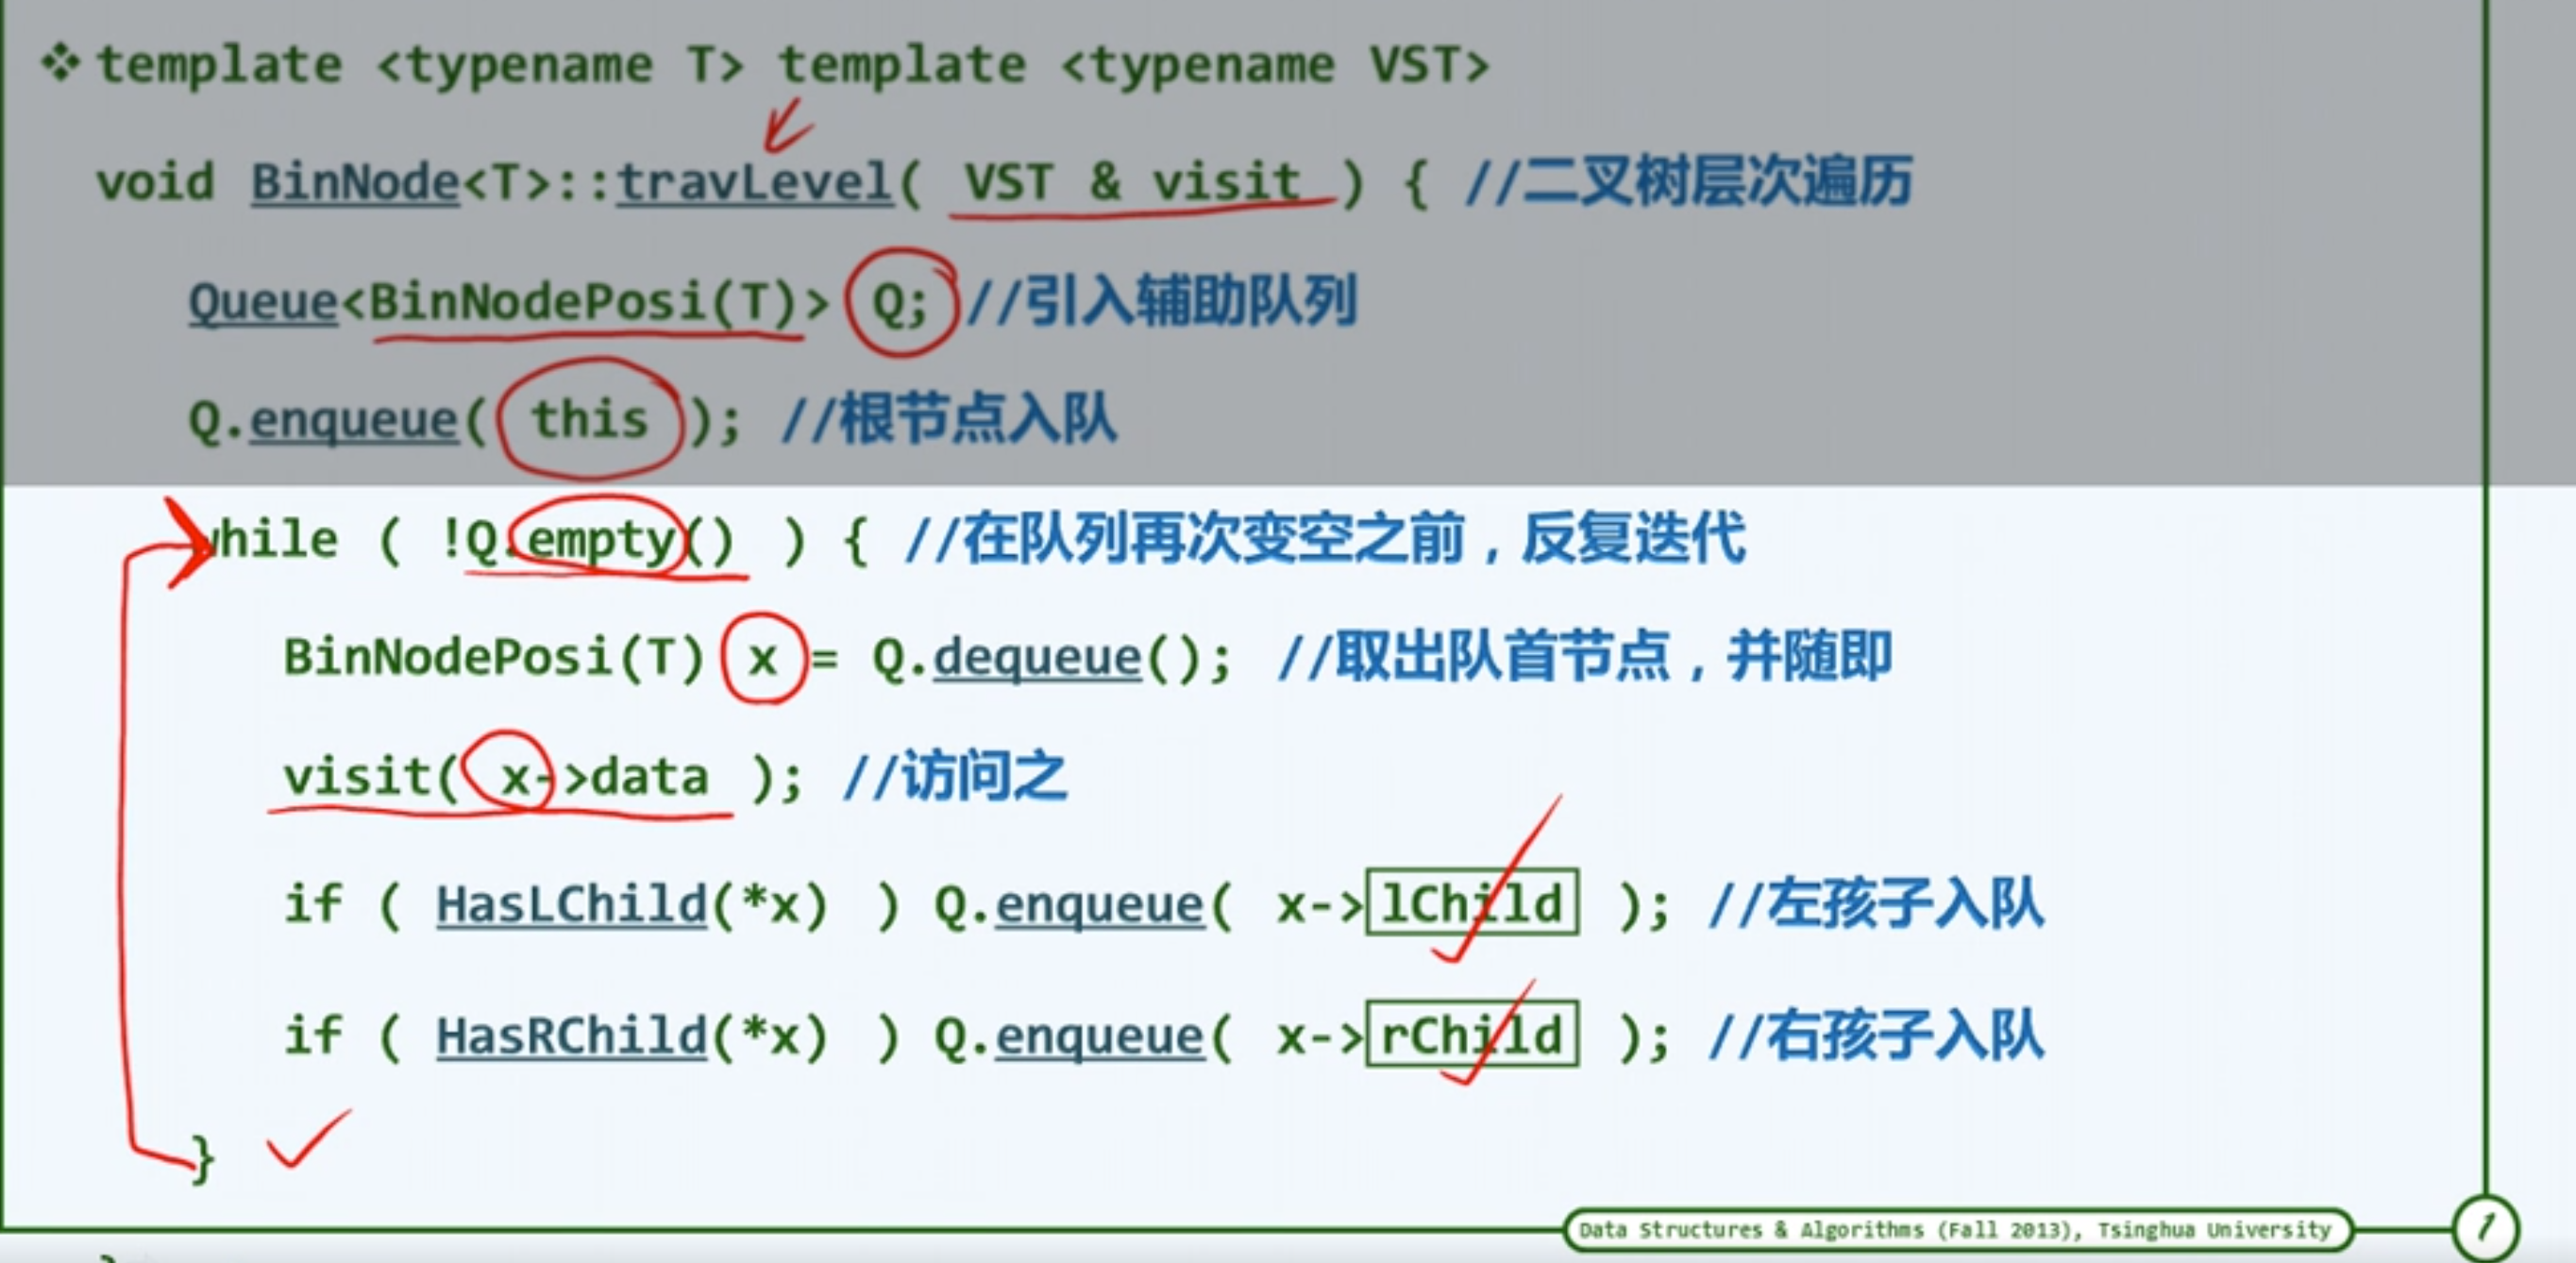 ❖ template <typename T> template <typename VST>
void BinNode<T>::travLevel( VST & visit ) { //二叉树层次遍历
Queue<BinNodePosi(T)> Q; //引入辅助队列
Q.enqueue( this ); //根节点入队
while ( !Q.empty() ) { //在队列再次变空之前，反复迭代
BinNodePosi(T) x = Q.dequeue(); //取出队首节点，并随即
visit( x->data ); //访问之
if ( HasLChild(*x) ) Q.enqueue( x->lChild ); //左孩子入队
if ( HasRChild(*x) ) Q.enqueue( x->rChild ); //右孩子入队
}
Data Structures & Algorithms (Fall 2013), Tsinghua University
1
}